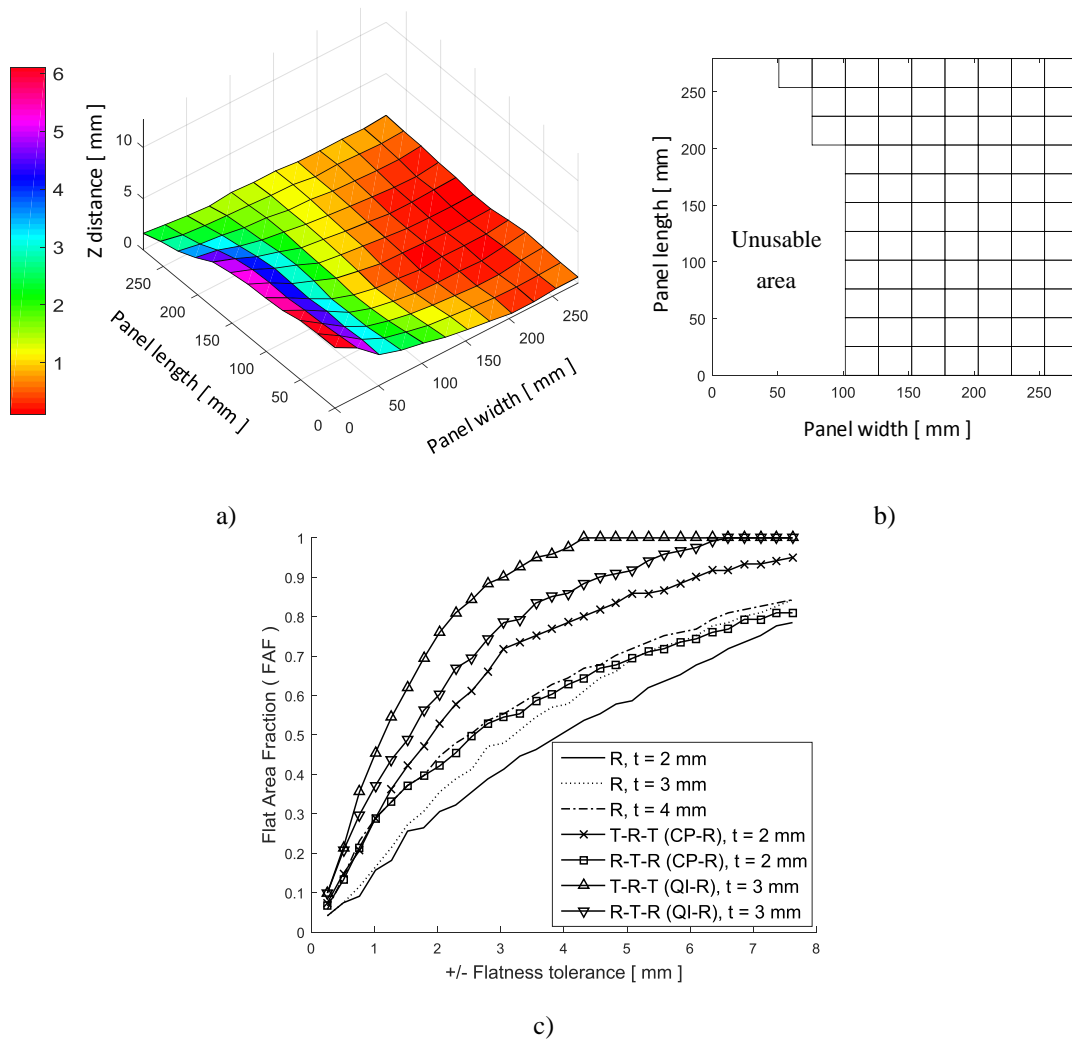 6
5
4
3
2
1
Z distance [ mm ]
10
5
0
250
200
150
100
50
0
Panel length [ mm ]
0
50
100
150
200
250
Panel width [ mm ]
a)
Panel length [ mm ]
250
200
150
100
50
0
Unusable
area
0 50 100 150 200 250
Panel width [ mm ]
b)
Flat Area Fraction ( FAF )
1
0.9
0.8
0.7
0.6
0.5
0.4
0.3
0.2
0.1
0
R, t = 2 mm
R, t = 3 mm
R, t = 4 mm
T-R-T (CP-R), t = 2 mm
R-T-R (CP-R), t = 2 mm
T-R-T (QI-R), t = 3 mm
R-T-R (QI-R), t = 3 mm
0 1 2 3 4 5 6 7 8
+/- Flatness tolerance [ mm ]
c)